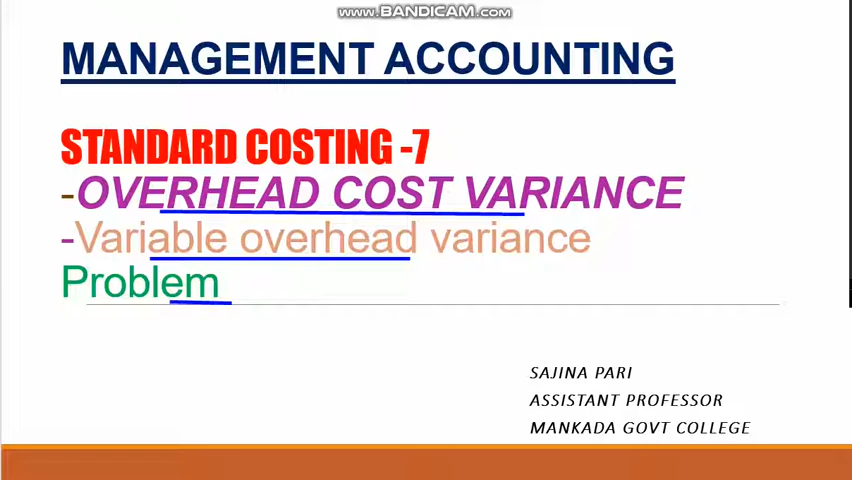 www.BANDICAM.com
MANAGEMENT ACCOUNTING
STANDARD COSTING -7
-OVERHEAD COST VARIANCE
-Variable overhead variance
Problem
SAJINA PARI
ASSISTANT PROFESSOR
MANKADA GOVT COLLEGE